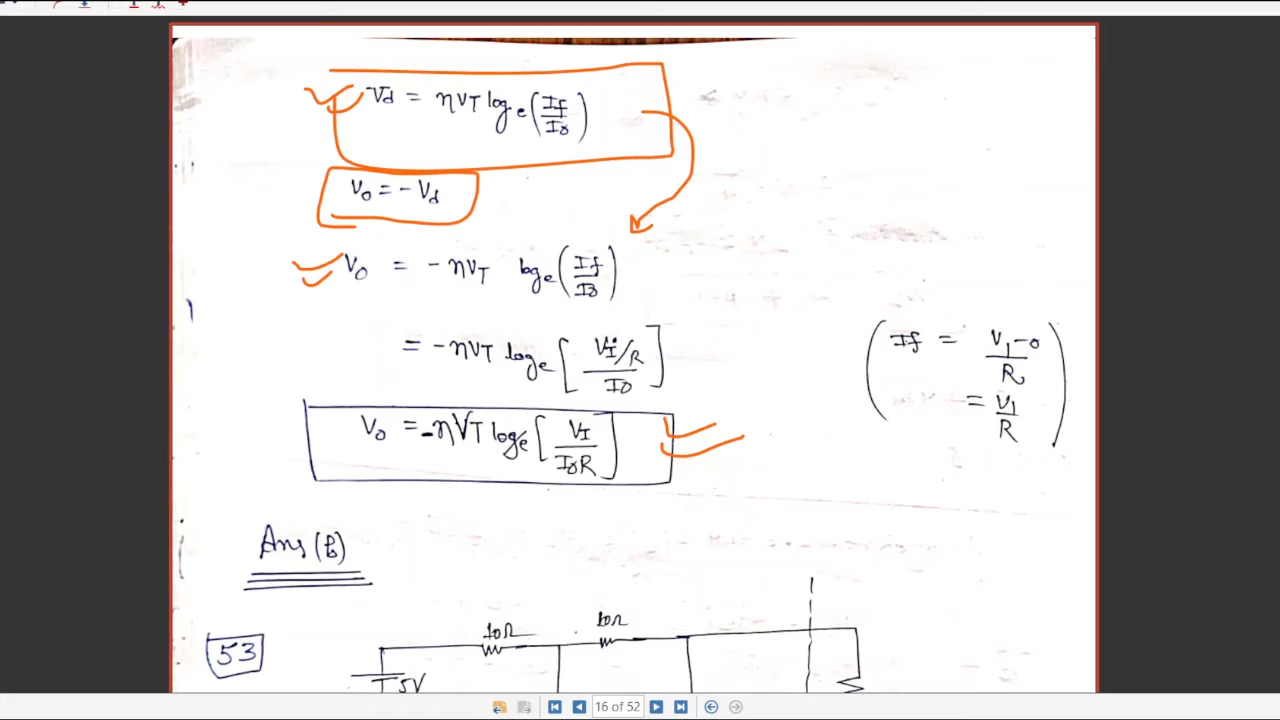 Vd = ηVT loge (If/Io)
Vo = - Vd
Vo = - ηVT loge (If/Io)
= - ηVT loge [VI/R / Io]
(If = V1-0/R
= V1/R)
Vo = -ηVT loge [VI/IoR]
Ans (B)
10Ω 10Ω
53
5V
16 of 52